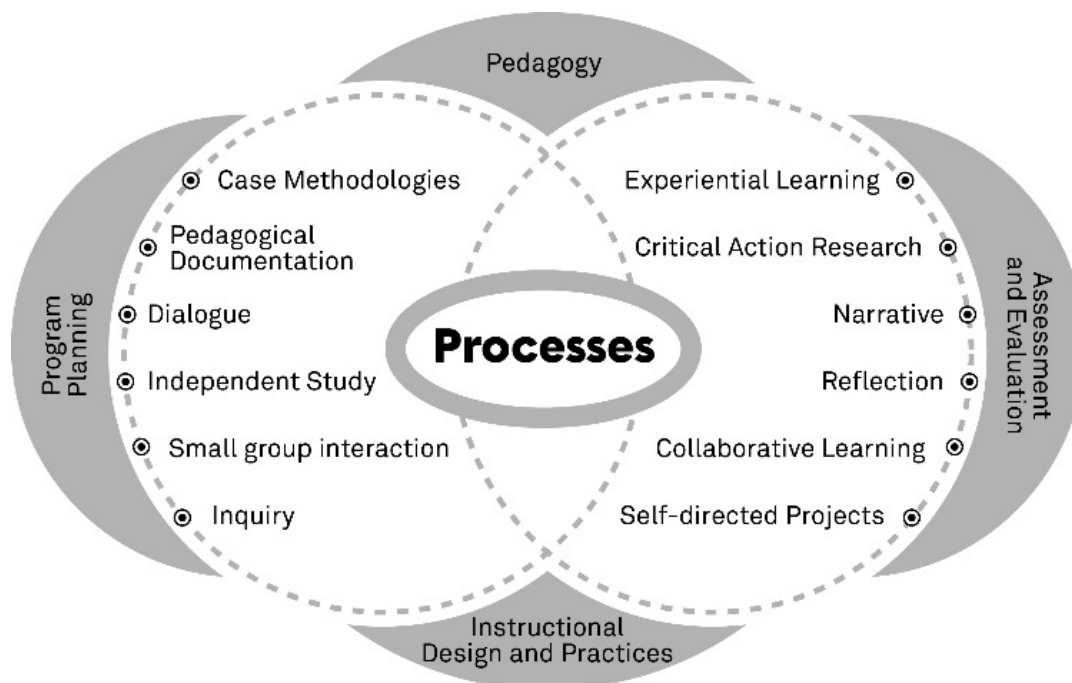 Pedagogy
Program
Planning
Case Methodologies
Pedagogical
Documentation
Dialogue
Independent Study
Small group interaction
Inquiry
Processes
Experiential Learning
Critical Action Research
Narrative
Reflection
Collaborative Learning
Self-directed Projects
Assessment
and Evaluation
Instructional
Design and Practices